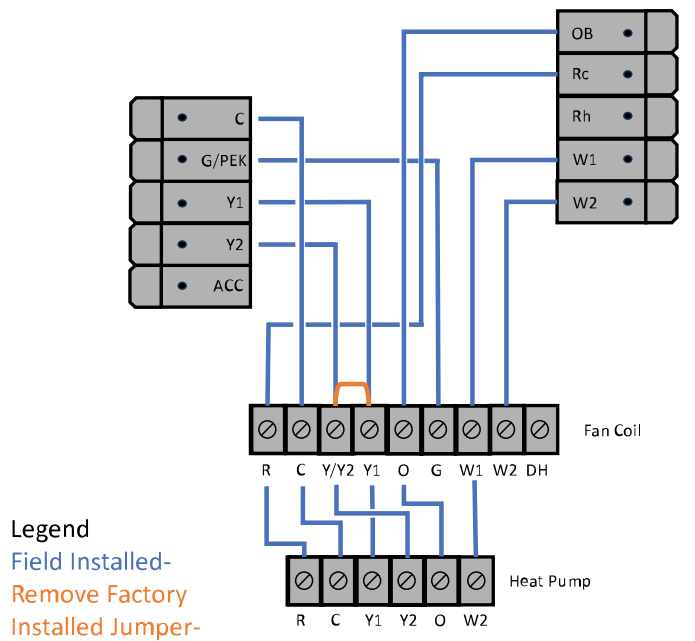 OB
Rc
Rh
W1
W2
C
G/PEK
Y1
Y2
ACC
Fan Coil
R C Y/Y2 Y1 O G W1 W2 DH
Legend
Field Installed-
Remove Factory
Installed Jumper-
Heat Pump
R C Y1 Y2 O W2